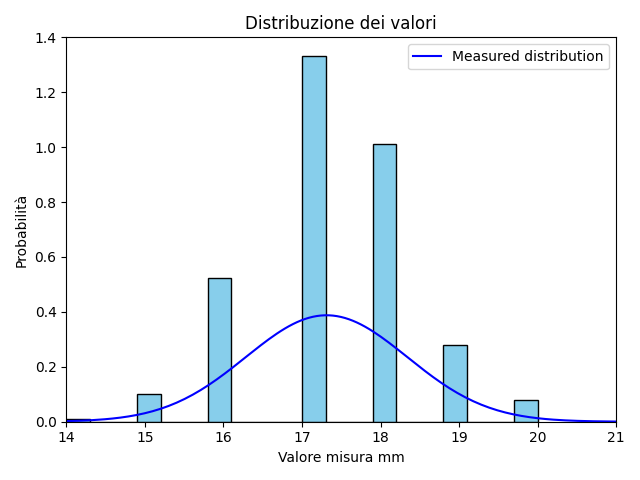 Distribuzione dei valori
Measured distribution
Probabilità
1.4
1.2
1.0
0.8
0.6
0.4
0.2
0.0
14 15 16 17 18 19 20 21
Valore misura mm